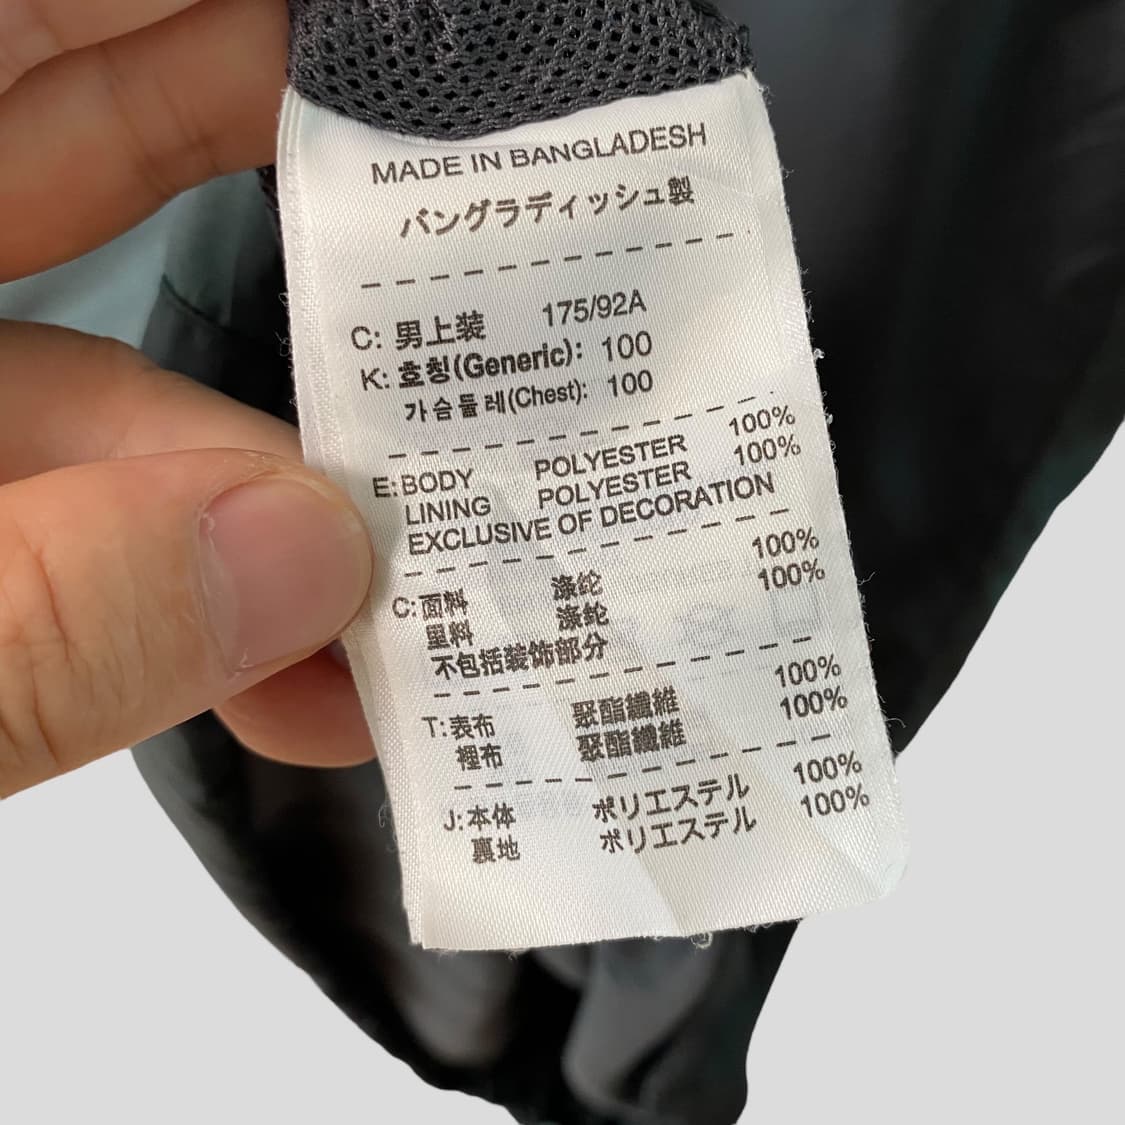 MADE IN BANGLADESH
バングラディッシュ製
C: 男上装 175/92A
K: 호칭(Generic): 100
가슴둘레(Chest): 100
E: BODY POLYESTER 100%
LINING POLYESTER 100%
EXCLUSIVE OF DECORATION
C: 面料 涤纶 100%
里料 涤纶 100%
不包括装饰部分
T: 表布 聚酯纖維 100%
裡布 聚酯纖維 100%
J: 本体 ポリエステル 100%
裏地 ポリエステル 100%